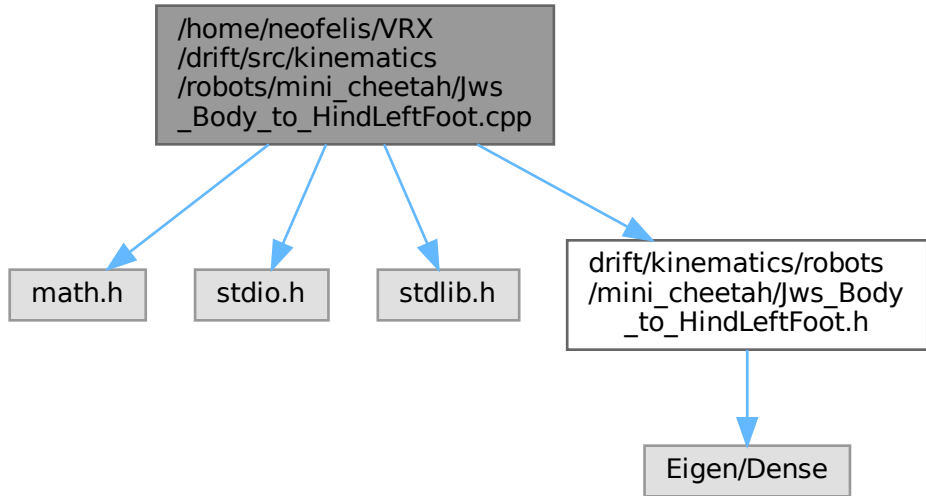 /home/neofelis/VRX
/drift/src/kinematics
/robots/mini_cheetah/Jws
_Body_to_HindLeftFoot.cpp
math.h
stdio.h
stdlib.h
drift/kinematics/robots
/mini_cheetah/Jws_Body
_to_HindLeftFoot.h
Eigen/Dense